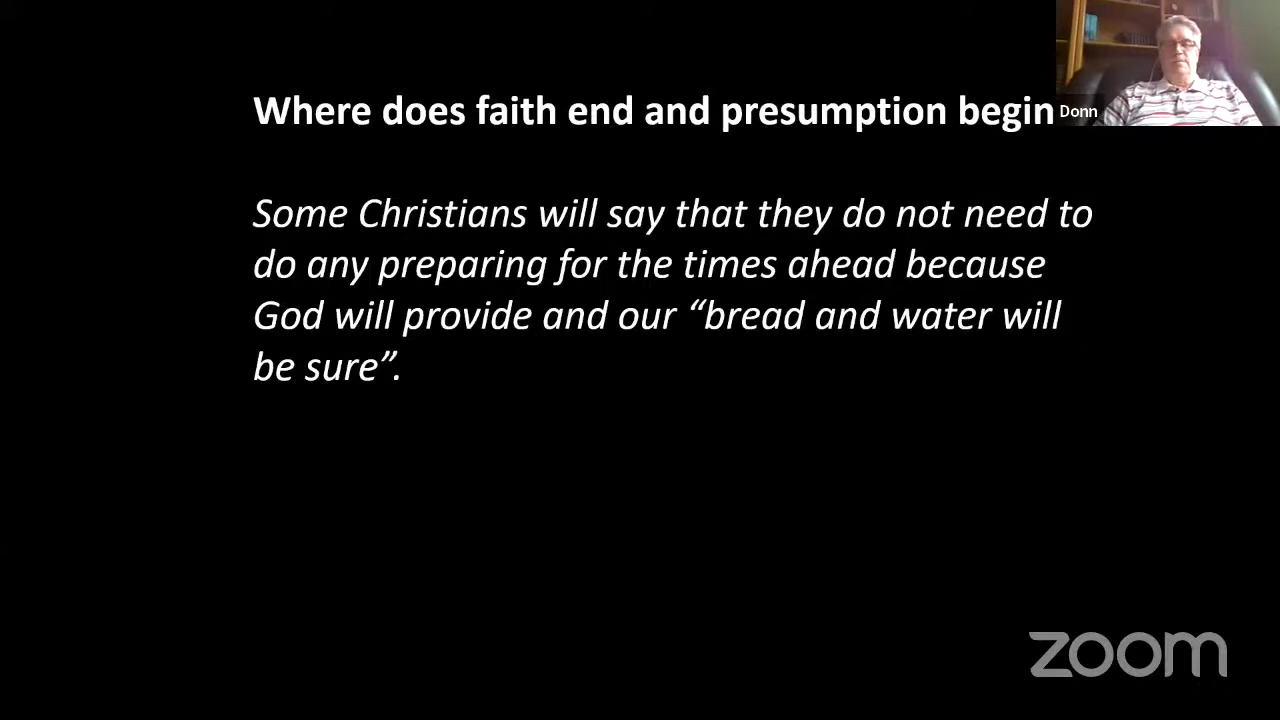 Where does faith end and presumption begin
Donn
Some Christians will say that they do not need to
do any preparing for the times ahead because
God will provide and our “bread and water will
be sure”.
zoom